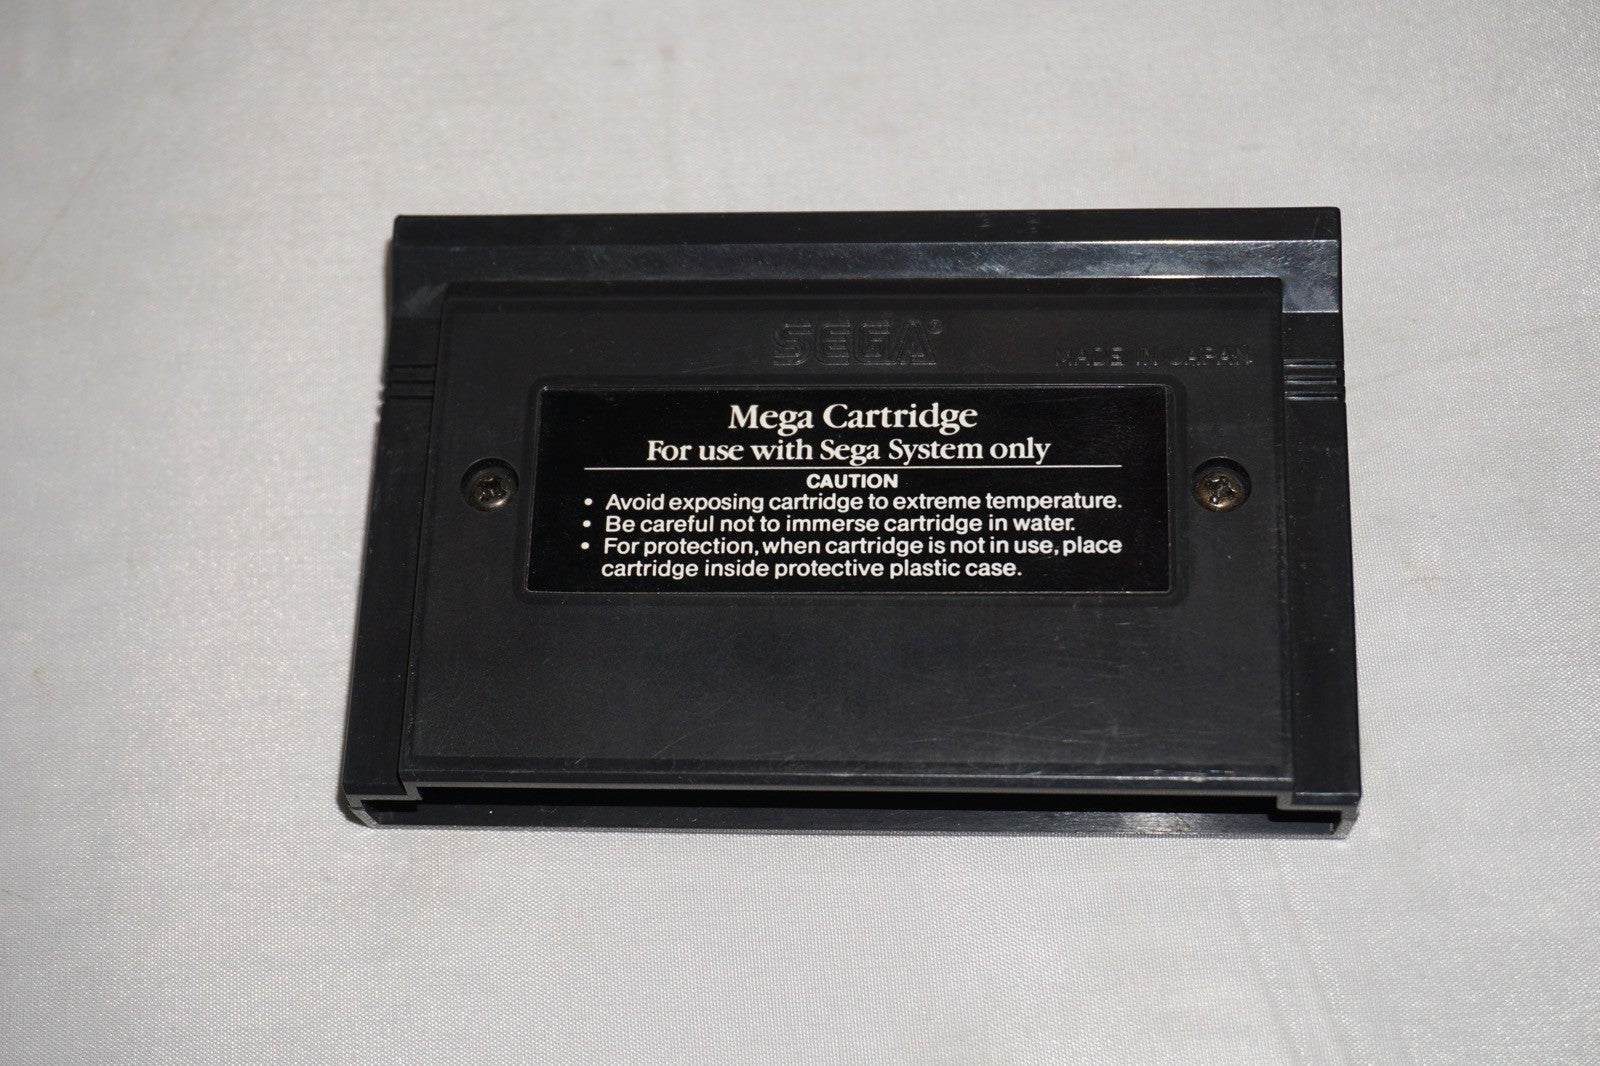 SEGA®
MADE IN JAPAN
Mega Cartridge
For use with Sega System only
CAUTION
• Avoid exposing cartridge to extreme temperature.
• Be careful not to immerse cartridge in water.
• For protection, when cartridge is not in use, place
cartridge inside protective plastic case.